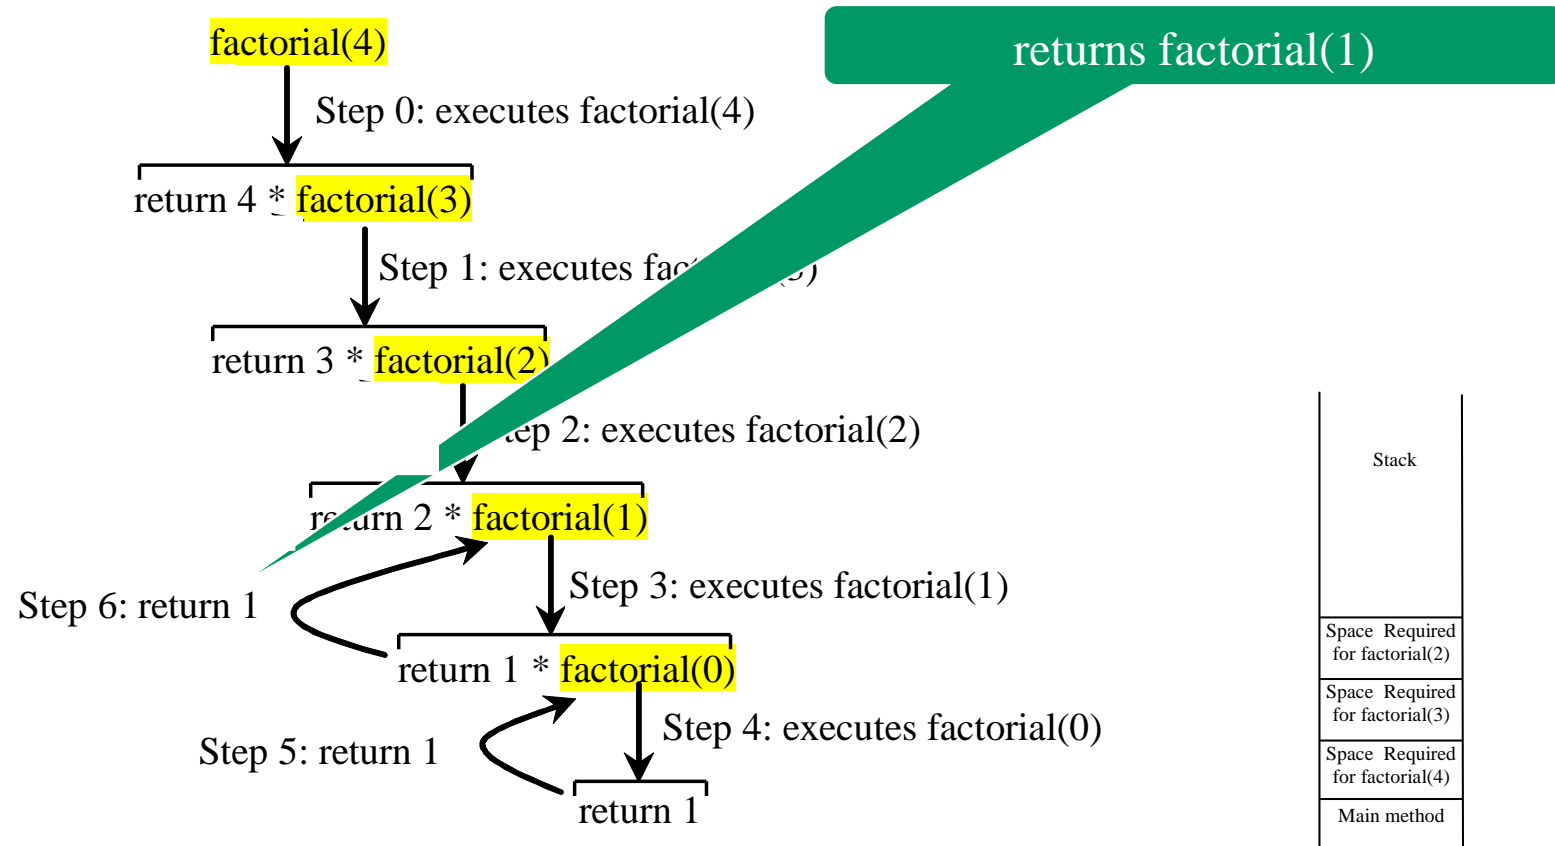 factorial(4)
returns factorial(1)
Step 0: executes factorial(4)
return 4 * factorial(3)
Step 1: executes
return 3 * factorial(2)
2: executes factorial(2)
Stack
return 2 * factorial(1)
Step 3: executes factorial(1)
Step 6: return 1
Space Required
for factorial(2)
return 1 * factorial(0)
Space Required
for factorial(3)
Step 4: executes factorial(0)
Step 5: return 1
Space Required
for factorial(4)
return 1
Main method